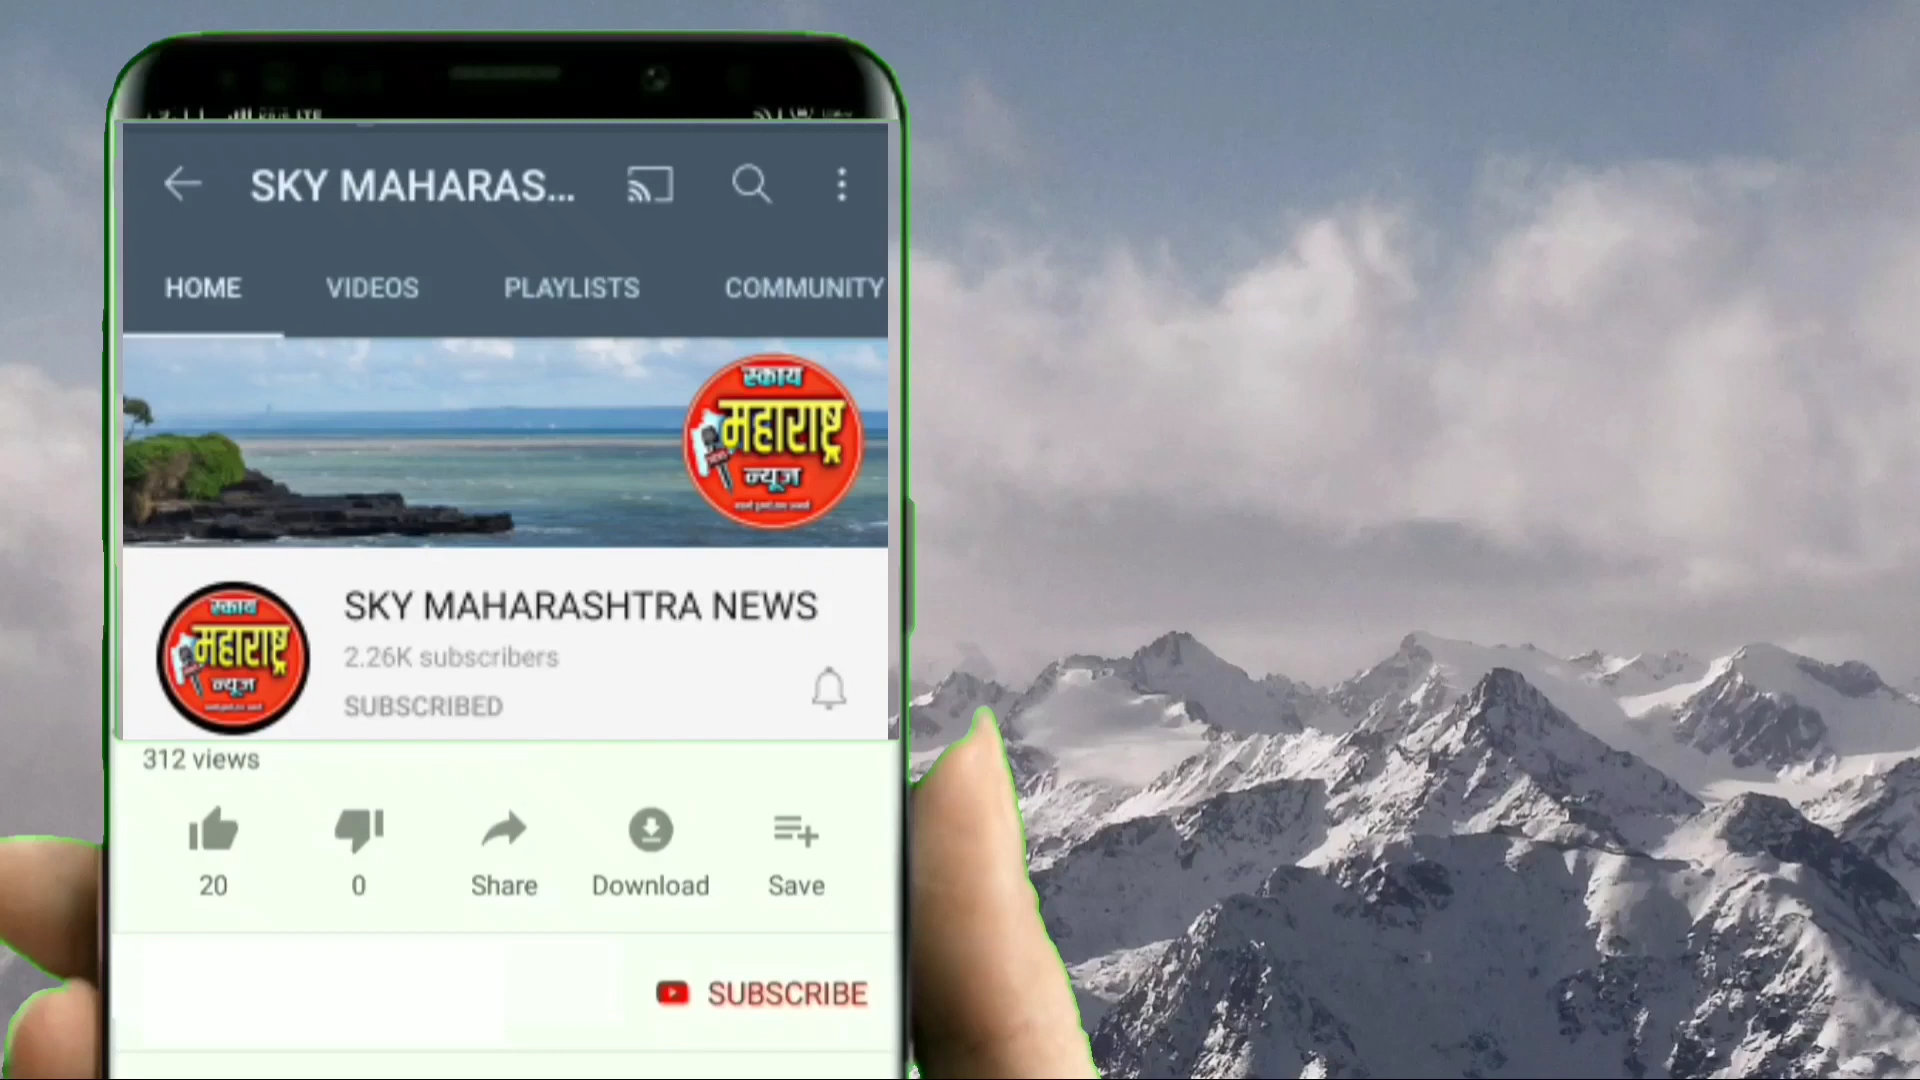 SKY MAHARAS...
HOME VIDEOS PLAYLISTS COMMUNITY
स्काय
महाराष्ट्र
न्यूज
SKY MAHARASHTRA NEWS
2.26K subscribers
SUBSCRIBED
स्काय
महाराष्ट्र
न्यूज
312 views
20 0 Share Download Save
SUBSCRIBE